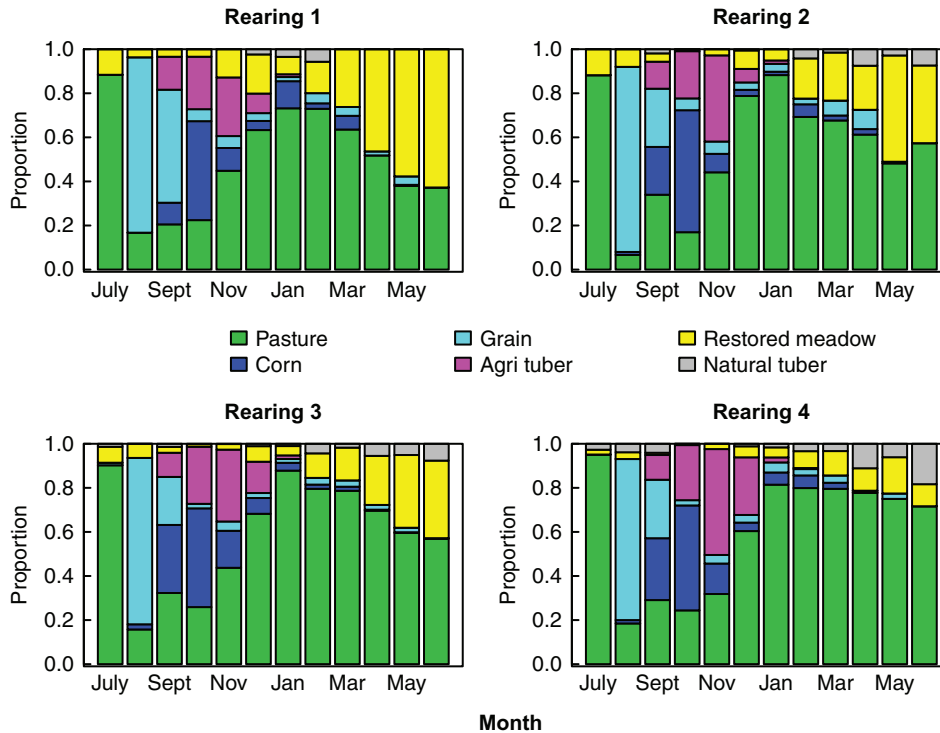 Rearing 1
Rearing 2
1.0
0.8
0.6
0.4
0.2
0.0
Proportion
July Sept Nov Jan Mar May
1.0
0.8
0.6
0.4
0.2
0.0
Proportion
July Sept Nov Jan Mar May
Pasture Grain Restored meadow
Corn Agri tuber Natural tuber
Rearing 3
Rearing 4
1.0
0.8
0.6
0.4
0.2
0.0
Proportion
July Sept Nov Jan Mar May
1.0
0.8
0.6
0.4
0.2
0.0
Proportion
July Sept Nov Jan Mar May
Month